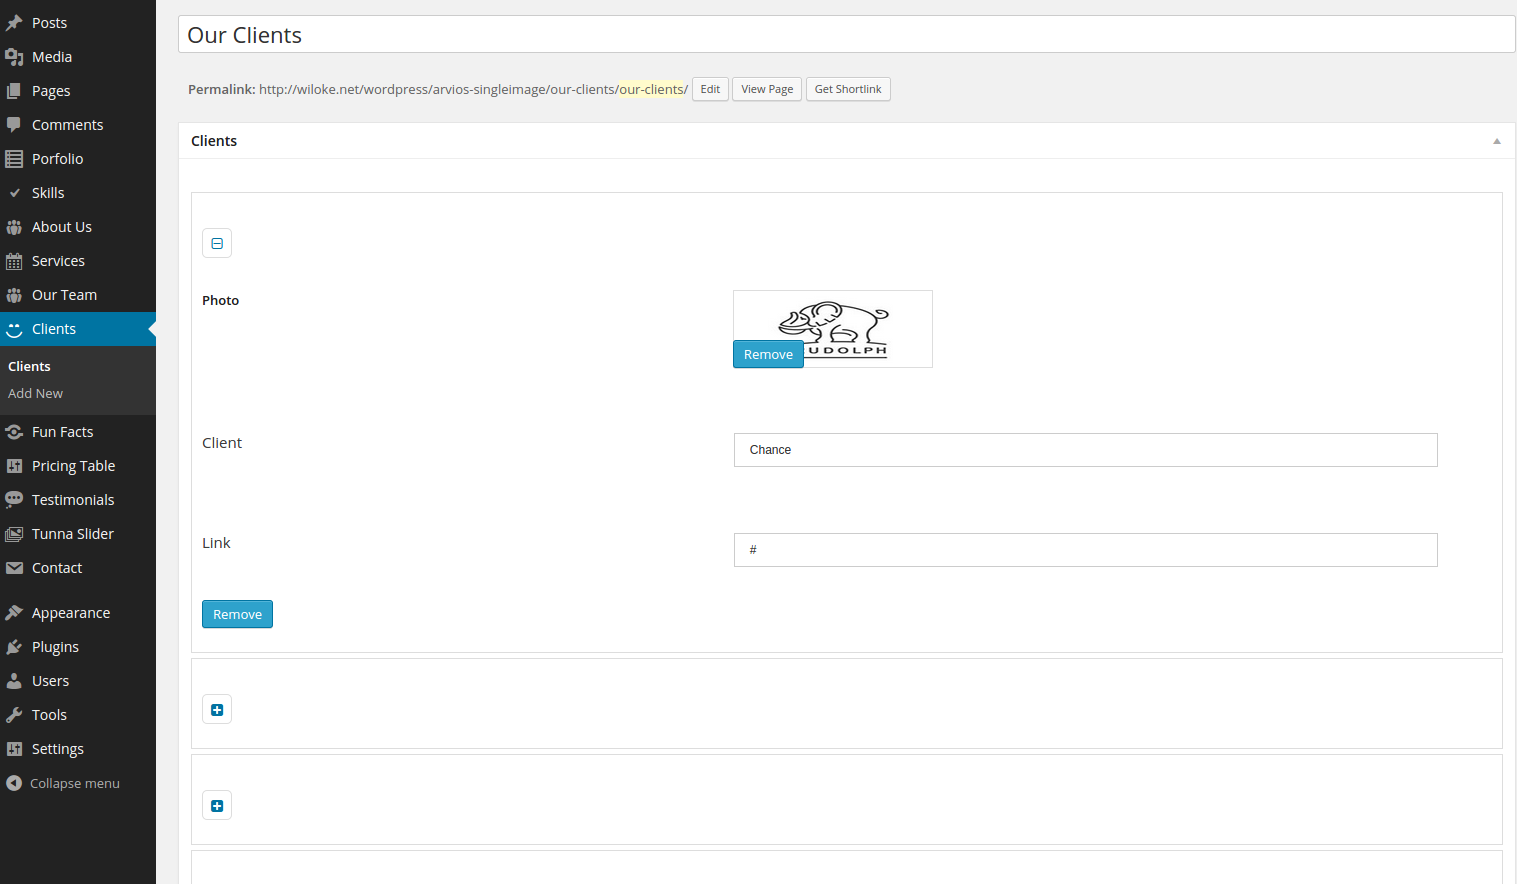 Posts
Media
Pages
Comments
Porfolio
Skills
About Us
Services
Our Team
Clients
Clients
Add New
Fun Facts
Pricing Table
Testimonials
Tunna Slider
Contact
Appearance
Plugins
Users
Tools
Settings
Collapse menu
Our Clients
Permalink: http://wiloke.net/wordpress/arvios-singleimage/our-clients/our-clients/ Edit View Page Get Shortlink
Clients
Photo
UDOLPH
Remove
Client Chance
Link #
Remove